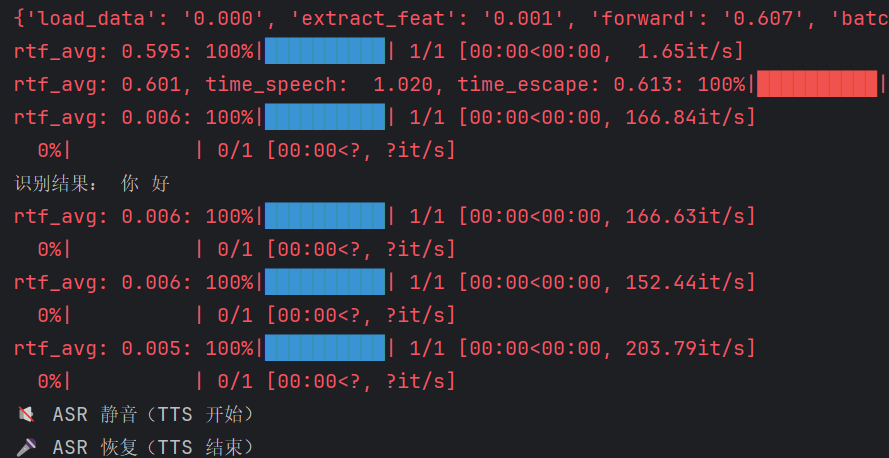 {'load_data': '0.000', 'extract_feat': '0.001', 'forward': '0.607', 'batc
rtf_avg: 0.595: 100%|██████████| 1/1 [00:00<00:00,  1.65it/s]
rtf_avg: 0.601, time_speech:  1.020, time_escape: 0.613: 100%|██████████|
rtf_avg: 0.006: 100%|██████████| 1/1 [00:00<00:00, 166.84it/s]
  0%|          | 0/1 [00:00<?, ?it/s]
识别结果： 你 好
rtf_avg: 0.006: 100%|██████████| 1/1 [00:00<00:00, 166.63it/s]
  0%|          | 0/1 [00:00<?, ?it/s]
rtf_avg: 0.006: 100%|██████████| 1/1 [00:00<00:00, 152.44it/s]
  0%|          | 0/1 [00:00<?, ?it/s]
rtf_avg: 0.005: 100%|██████████| 1/1 [00:00<00:00, 203.79it/s]
  0%|          | 0/1 [00:00<?, ?it/s]
🔇 ASR 静音（TTS 开始）
🎤 ASR 恢复（TTS 结束）